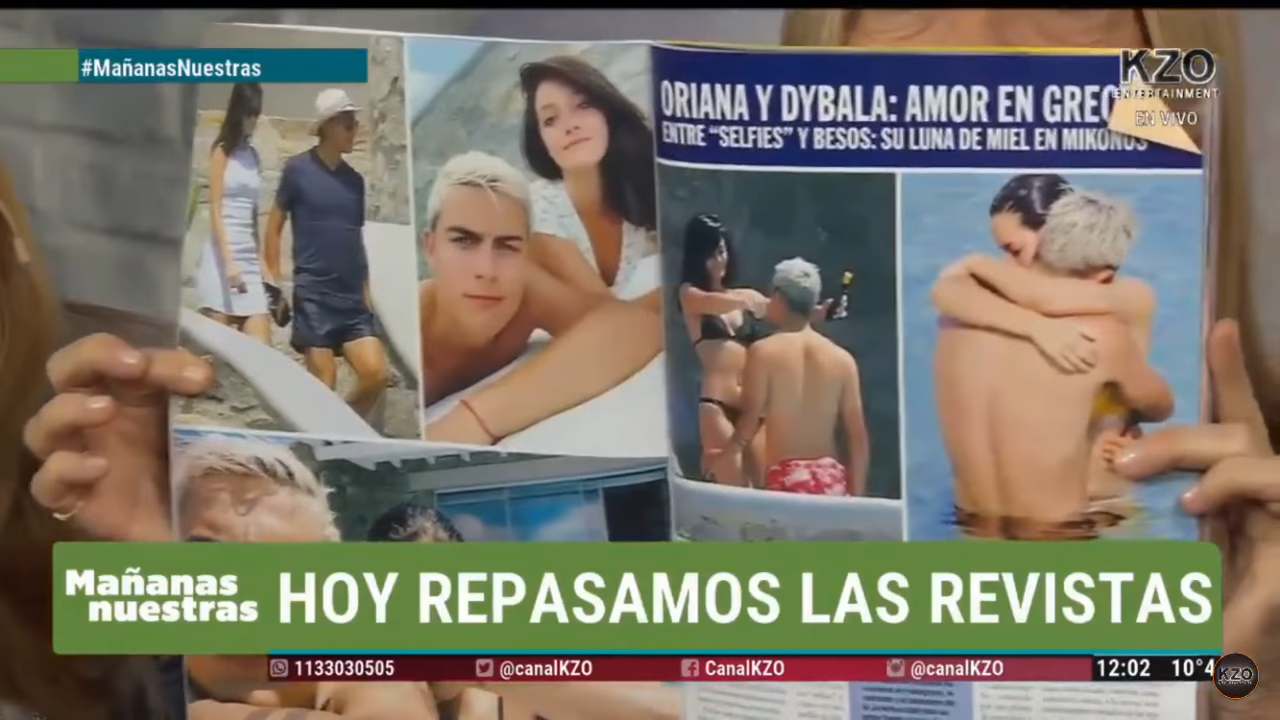 #MañanasNuestras
KZO
ENTERTAINMENT
EN VIVO
ORIANA Y DYBALA: AMOR EN
ENTRE "SELFIES" Y BESOS: SU LUNA DE MIEL EN MIKONOS
Mañanas
nuestras
HOY REPASAMOS LAS REVISTAS
1133030505 @canalKZO CanalKZO @canalKZO 12:02
KZO